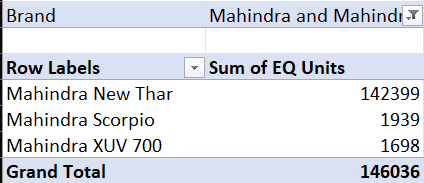 Brand Mahindra and Mahindr
Row Labels Sum of EQ Units
Mahindra New Thar 142399
Mahindra Scorpio 1939
Mahindra XUV 700 1698
Grand Total 146036